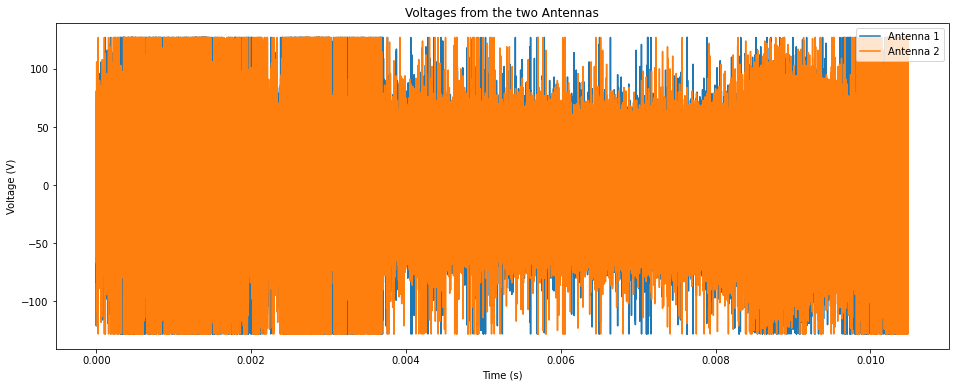 Voltages from the two Antennas
Antenna 1
Antenna 2
Voltage (V)
100
50
0
−50
−100
0.000
0.002
0.004
0.006
0.008
0.010
Time (s)